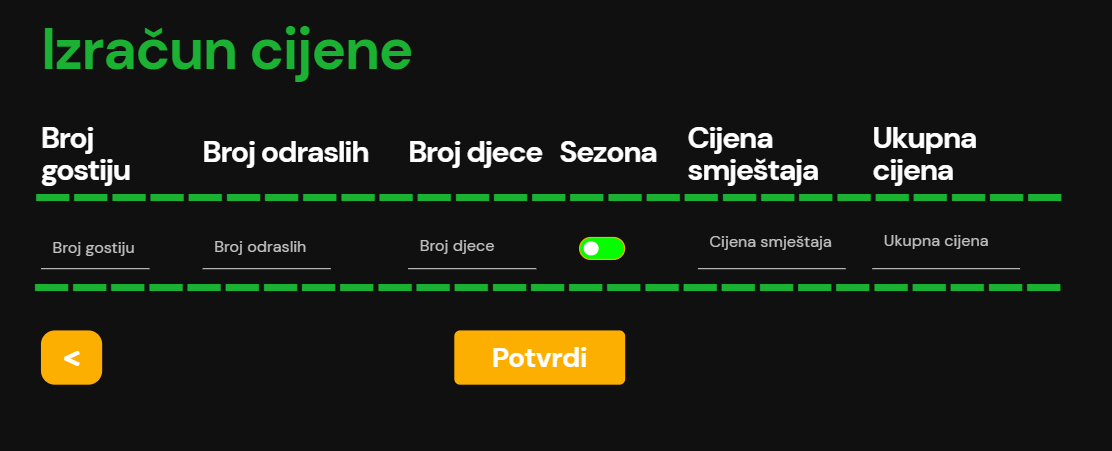 Izračun cijene
Broj
gostiju
Broj odraslih
Broj djece
Sezona
Cijena
smještaja
Ukupna
cijena
Broj gostiju
Broj odraslih
Broj djece
Cijena smještaja
Ukupna cijena
<
Potvrdi